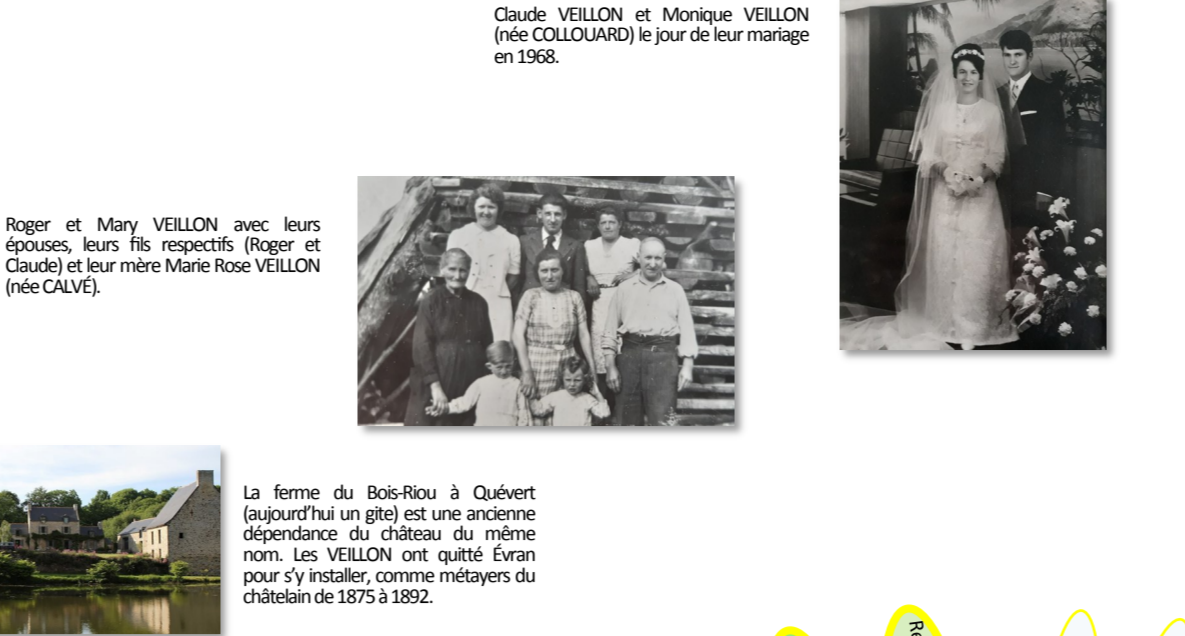 Claude VEILLON et Monique VEILLON
(née COLLOUARD) le jour de leur mariage
en 1968.
Roger et Mary VEILLON avec leurs
épouses, leurs fils respectifs (Roger et
Claude) et leur mère Marie Rose VEILLON
(née CALVÉ).
La ferme du Bois-Riou à Quévert
(aujourd'hui un gite) est une ancienne
dépendance du château du même
nom. Les VEILLON ont quitté Évran
pour s'y installer, comme métayers du
châtelain de 1875 à 1892.
Re